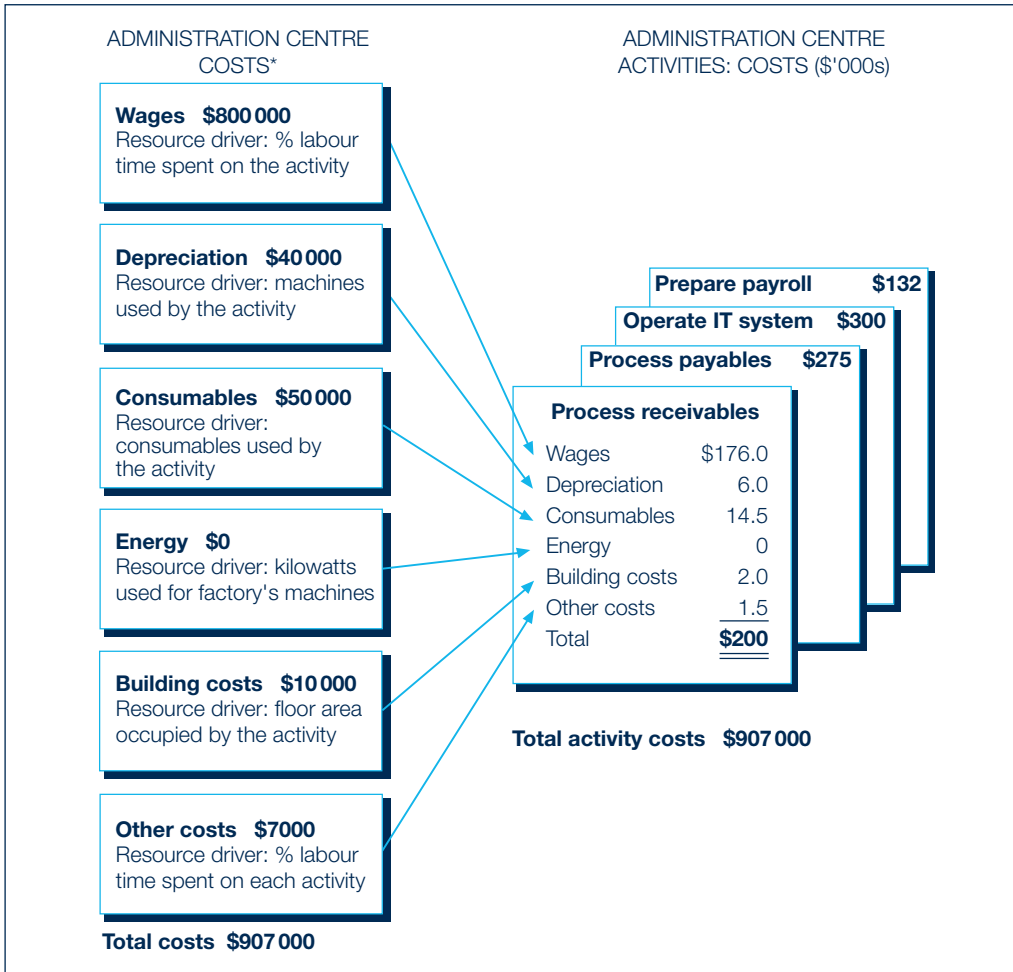 ADMINISTRATION CENTRE
COSTS*
Wages $800 000
Resource driver: % labour
time spent on the activity
Depreciation $40 000
Resource driver: machines
used by the activity
Consumables $50 000
Resource driver:
consumables used by
the activity
Energy $0
Resource driver: kilowatts
used for factory's machines
Building costs $10 000
Resource driver: floor area
occupied by the activity
Other costs $7000
Resource driver: % labour
time spent on each activity
Total costs $907 000
ADMINISTRATION CENTRE
ACTIVITIES: COSTS ($'000s)
Prepare payroll $132
Operate IT system $300
Process payables $275
Process receivables
Wages $176.0
Depreciation 6.0
Consumables 14.5
Energy 0
Building costs 2.0
Other costs 1.5
Total $200
Total activity costs $907 000